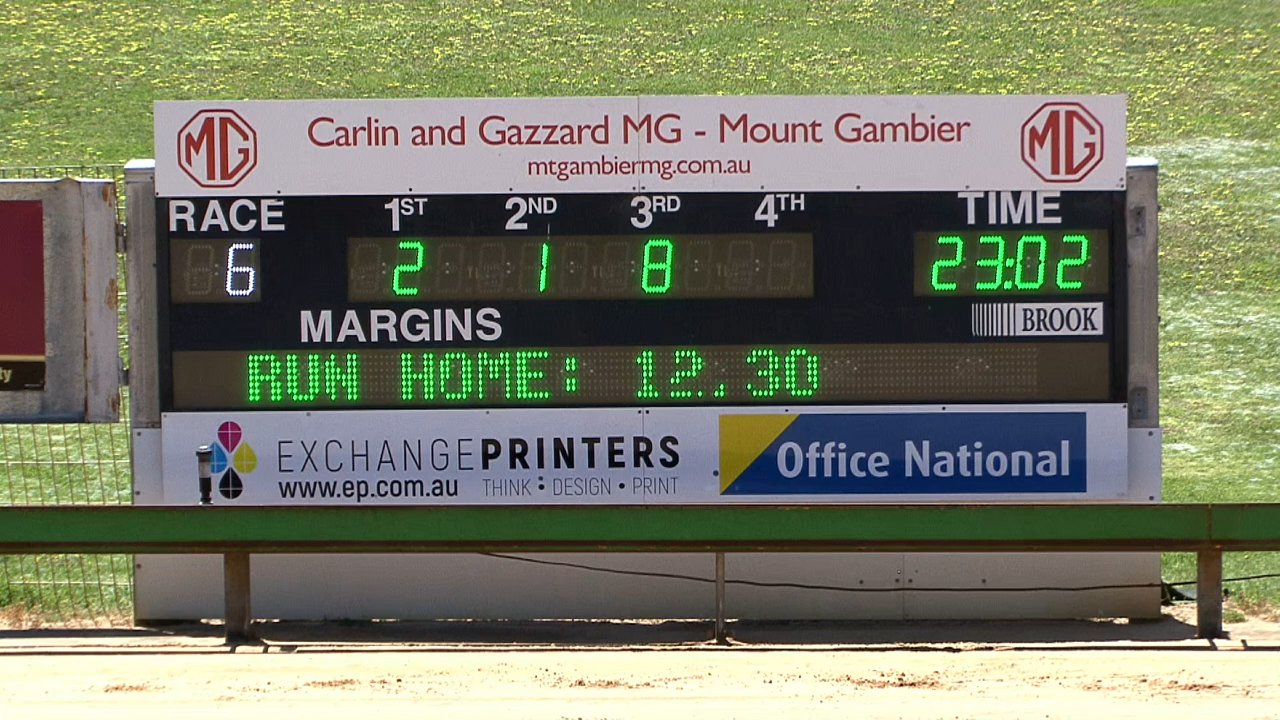 MG Carlin and Gazzard MG - Mount Gambier MG
mtgambiermg.com.au
RACE 1ST 2ND 3RD 4TH TIME
6 2 1 8 23:02
MARGINS BROOK
RUN HOME: 12.30
EXCHANGEPRINTERS Office National
www.ep.com.au THINK • DESIGN • PRINT
ty